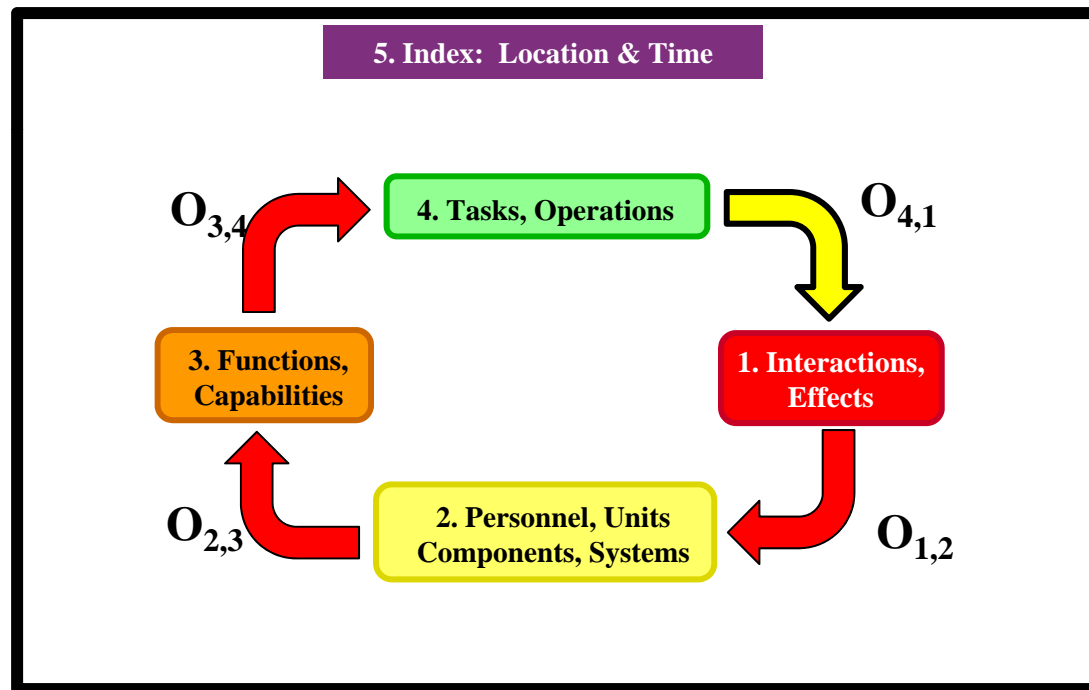 5. Index: Location & Time
O3,4
4. Tasks, Operations
O4,1
3. Functions,
Capabilities
1. Interactions,
Effects
O2,3
2. Personnel, Units
Components, Systems
O1,2